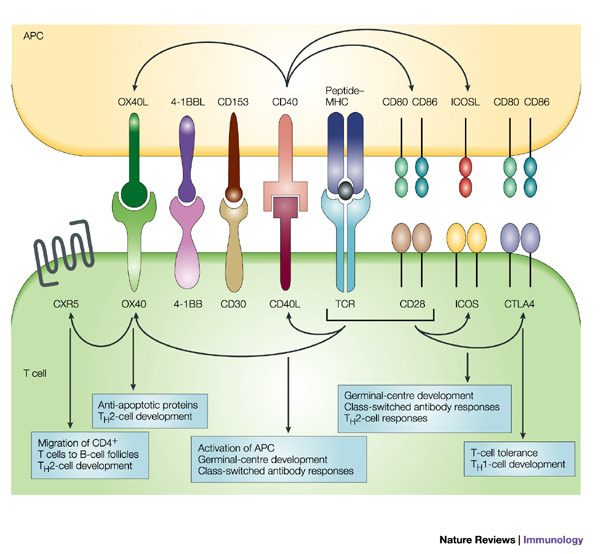 APC
OX40L 4-1BBL CD153 CD40 Peptide–
MHC CD80 CD86 ICOSL CD80 CD86
CXR5 OX40 4-1BB CD30 CD40L TCR CD28 ICOS CTLA4
T cell
Anti-apoptotic proteins
TH2-cell development
Migration of CD4+
T cells to B-cell follicles
TH2-cell development
Activation of APC
Germinal-centre development
Class-switched antibody responses
Germinal-centre development
Class-switched antibody responses
TH2-cell responses
T-cell tolerance
TH1-cell development
Nature Reviews | Immunology